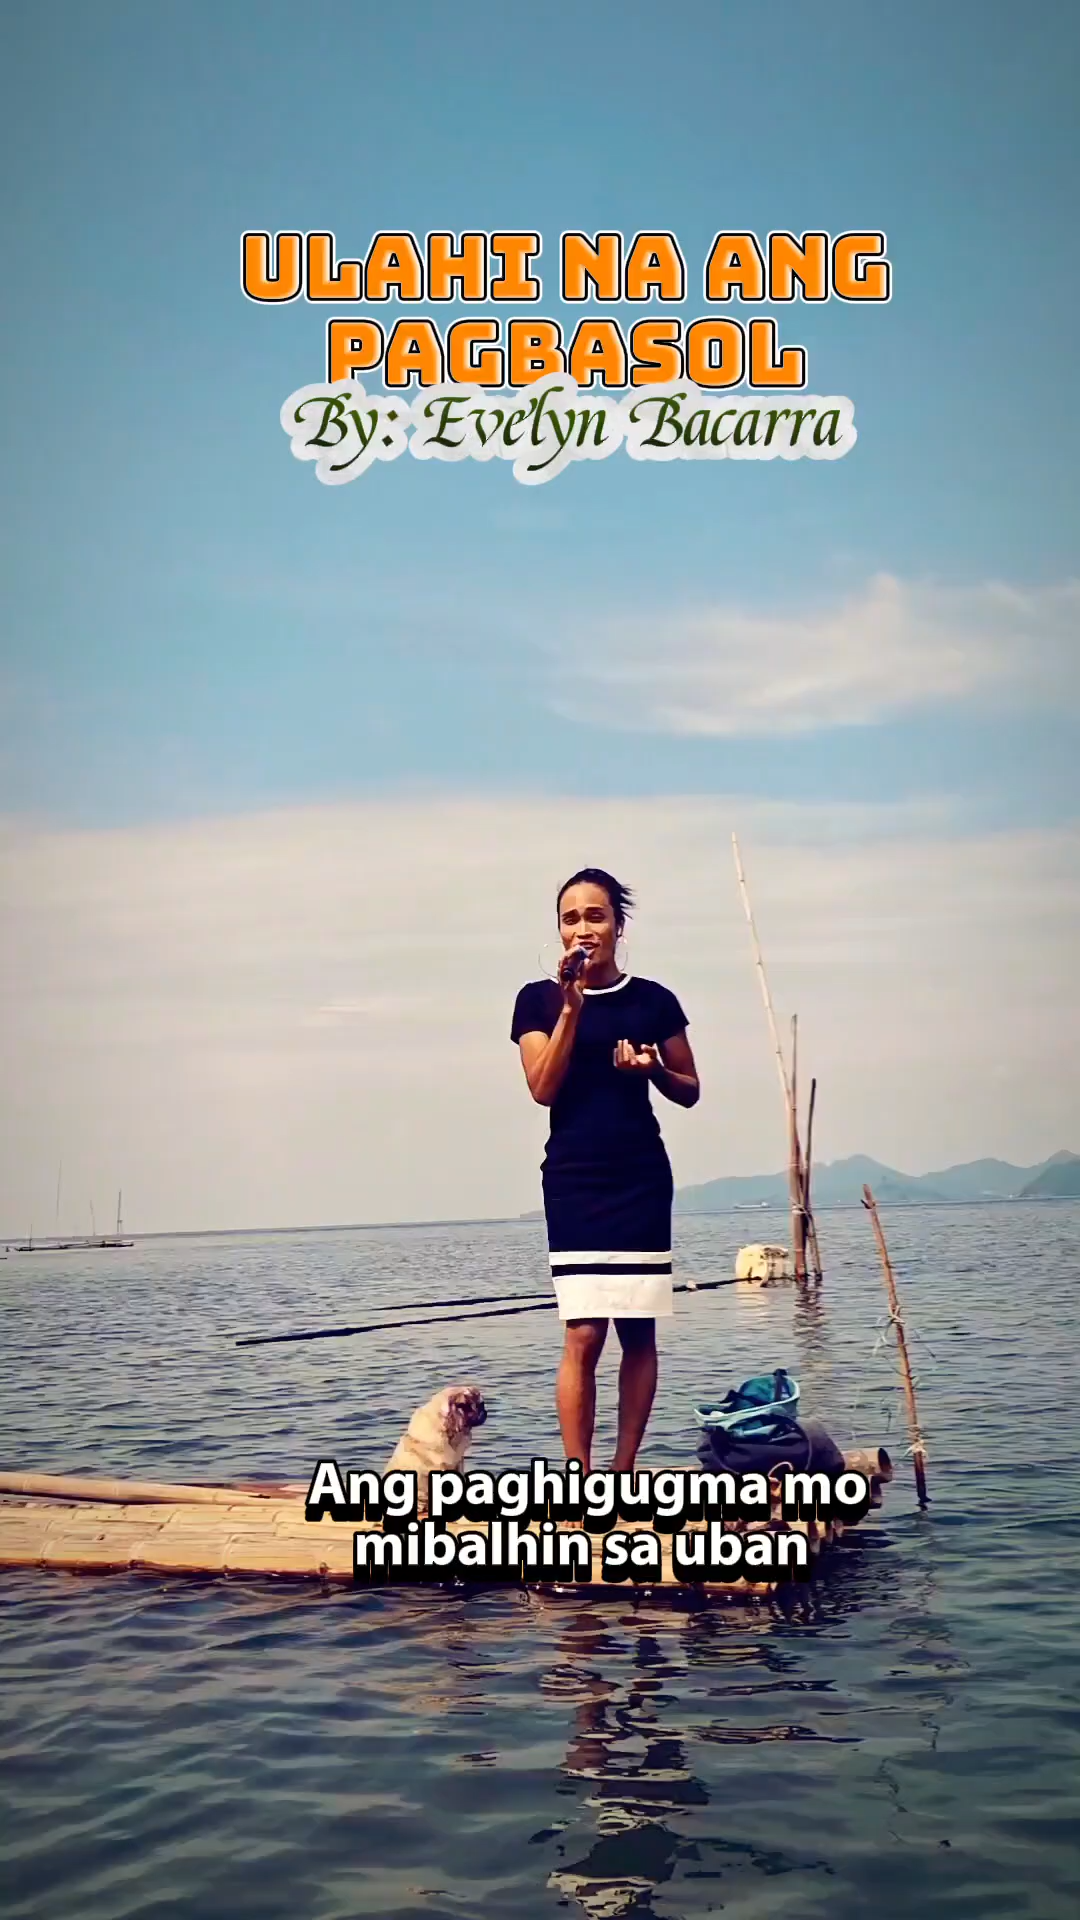 ULAHI NA ANG
PAGBASOL
By: Evelyn Bacarra
Ang paghigugma mo
mibalhin sa uban